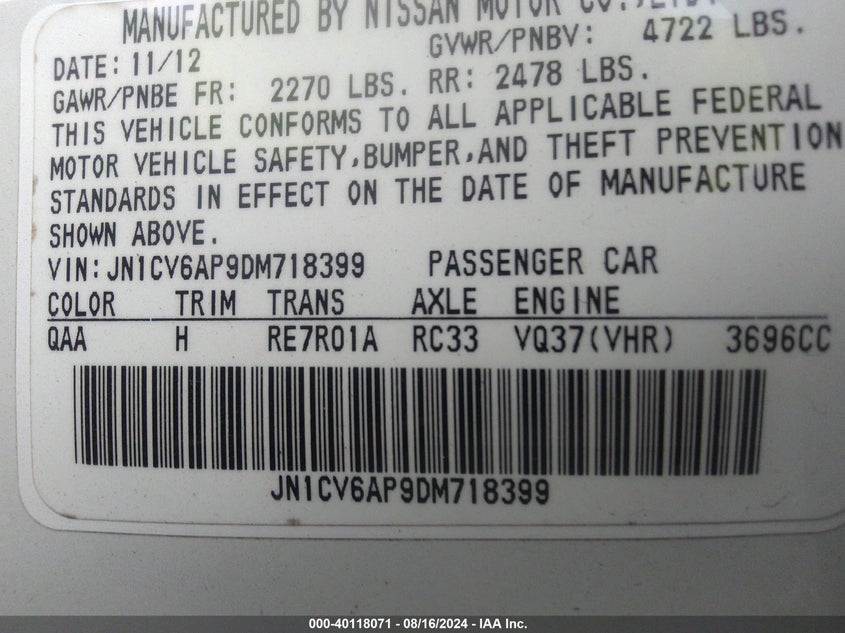 MANUFACTURED BY NISSAN MOTOR CO.,LTD.
DATE: 11/12 GVWR/PNBV: 4722 LBS.
GAWR/PNBE FR: 2270 LBS. RR: 2478 LBS.
THIS VEHICLE CONFORMS TO ALL APPLICABLE FEDERAL
MOTOR VEHICLE SAFETY,BUMPER,AND THEFT PREVENTION
STANDARDS IN EFFECT ON THE DATE OF MANUFACTURE
SHOWN ABOVE.
VIN:JN1CV6AP9DM718399 PASSENGER CAR
COLOR TRIM TRANS AXLE ENGINE
QAA H RE7R01A RC33 VQ37(VHR) 3696CC
JN1CV6AP9DM718399
000-40118071 - 08/16/2024 - IAA Inc.